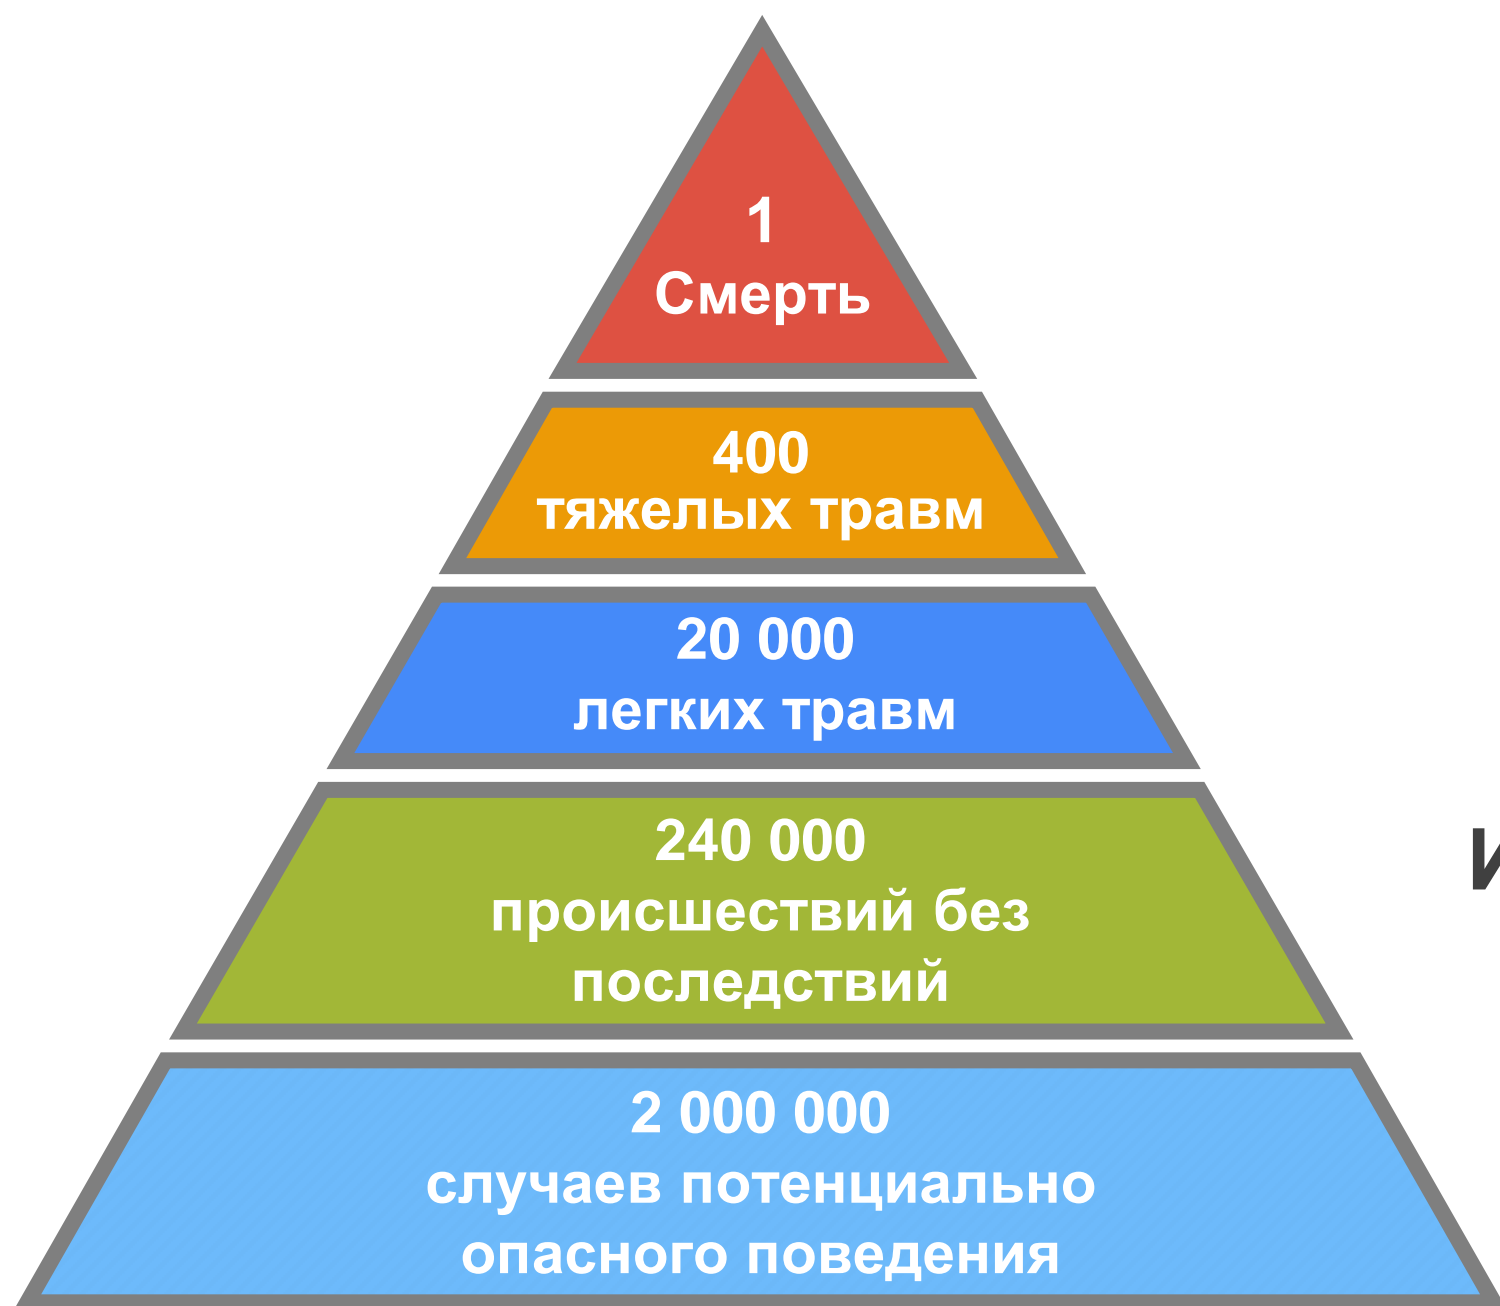 1
Смерть
400
тяжелых травм
20 000
легких травм
240 000
происшествий без
последствий
2 000 000
случаев потенциально
опасного поведения